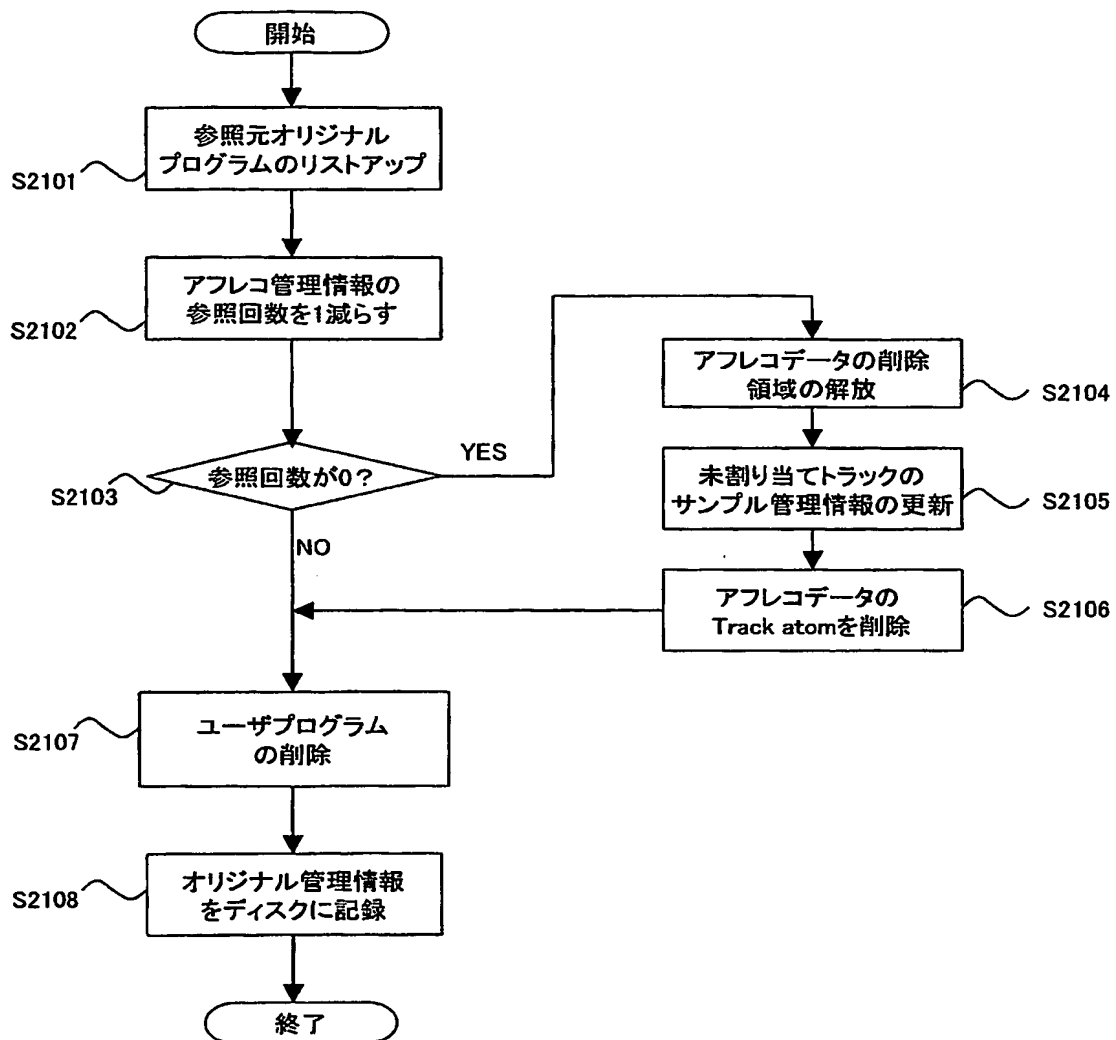 開始
参照元オリジナル
プログラムのリストアップ
S2101
アフレコ管理情報の
参照回数を1減らす
S2102
参照回数が0？
S2103
YES
NO
アフレコデータの削除
領域の解放
S2104
未割り当てトラックの
サンプル管理情報の更新
S2105
アフレコデータの
Track atomを削除
S2106
ユーザプログラム
の削除
S2107
オリジナル管理情報
をディスクに記録
S2108
終了